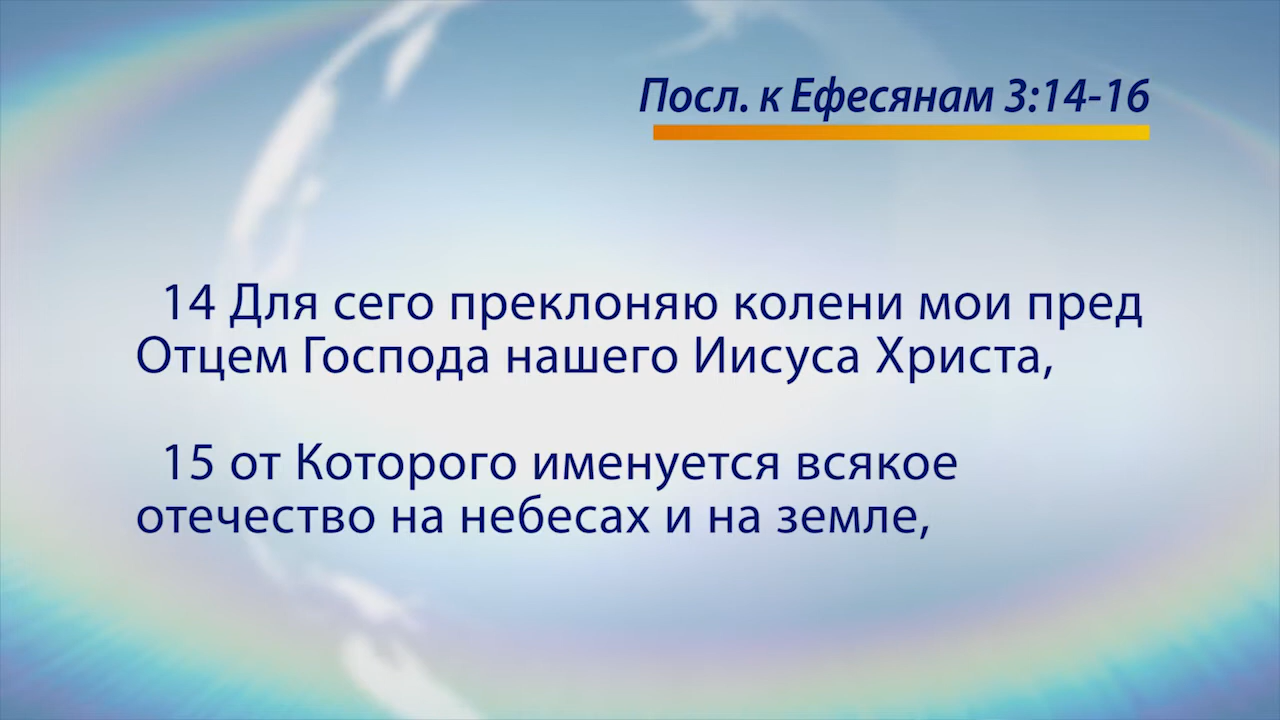 Посл. к Ефесянам 3:14-16
14 Для сего преклоняю колени мои пред
Отцем Господа нашего Иисуса Христа,
15 от Которого именуется всякое
отечество на небесах и на земле,